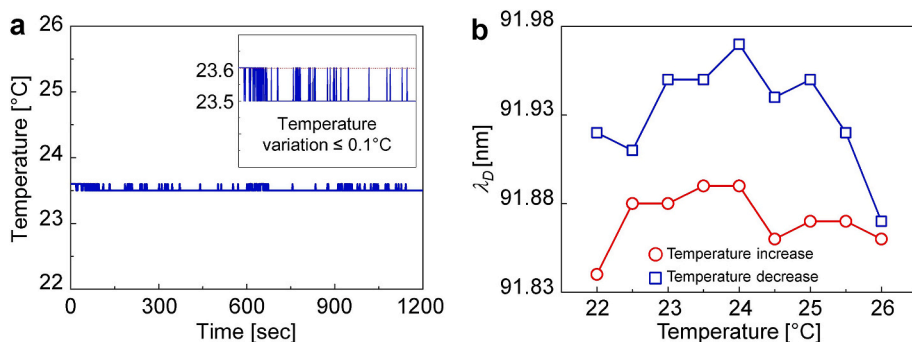 a
Temperature [°C]
26
25
24
23
22
0
300
600
900
1200
Time [sec]
23.6
23.5
Temperature
variation ≤ 0.1°C
b
λD [nm]
91.98
91.93
91.88
91.83
22
23
24
25
26
Temperature [°C]
Temperature increase
Temperature decrease